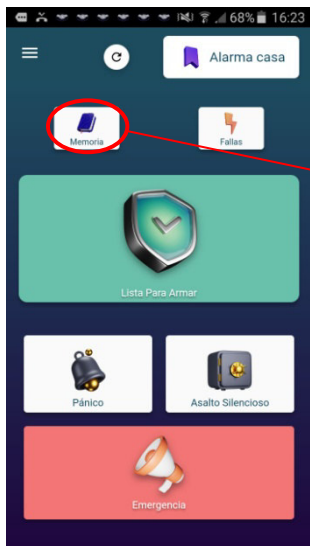 68% 16:23
Alarma casa
Memoria
Fallas
Lista Para Armar
Pánico
Asalto Silencioso
Emergencia